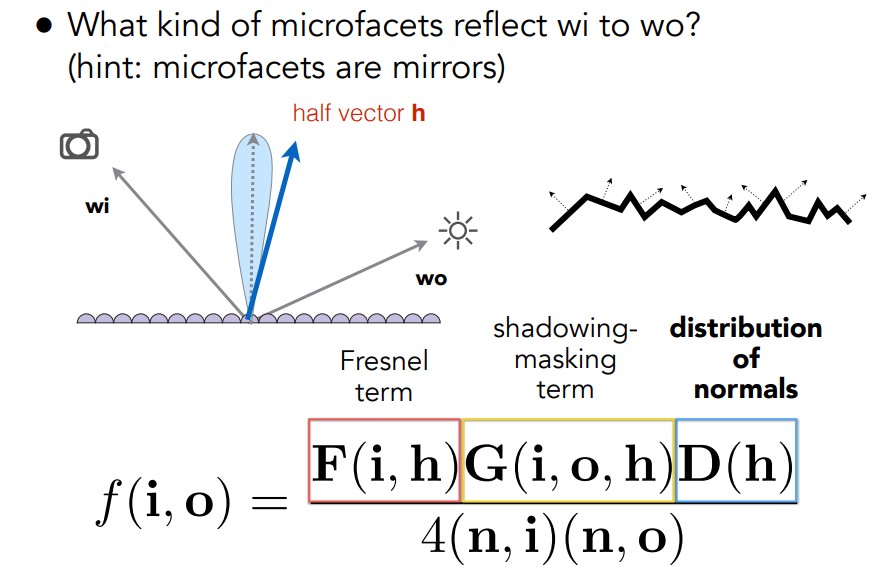 ● What kind of microfacets reflect wi to wo?
(hint: microfacets are mirrors)
half vector h
wi
wo
Fresnel
term
shadowing-
masking
term
distribution
of
normals
f(i, o) = F(i, h)G(i, o, h)D(h) / 4(n, i)(n, o)